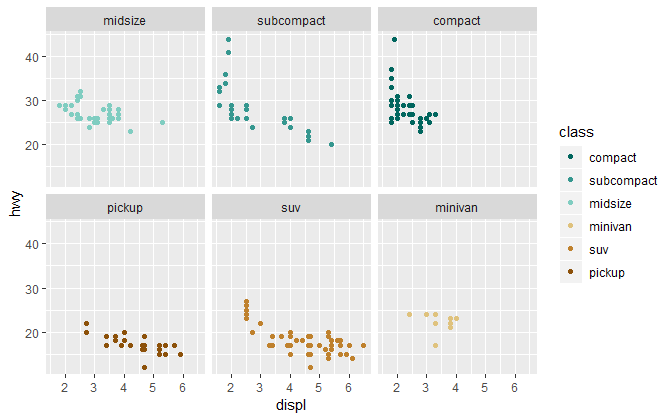 midsize subcompact compact
40
30
20
hwy
pickup suv minivan
40
30
20
2 3 4 5 6 2 3 4 5 6 2 3 4 5 6
displ
class
compact
subcompact
midsize
minivan
suv
pickup